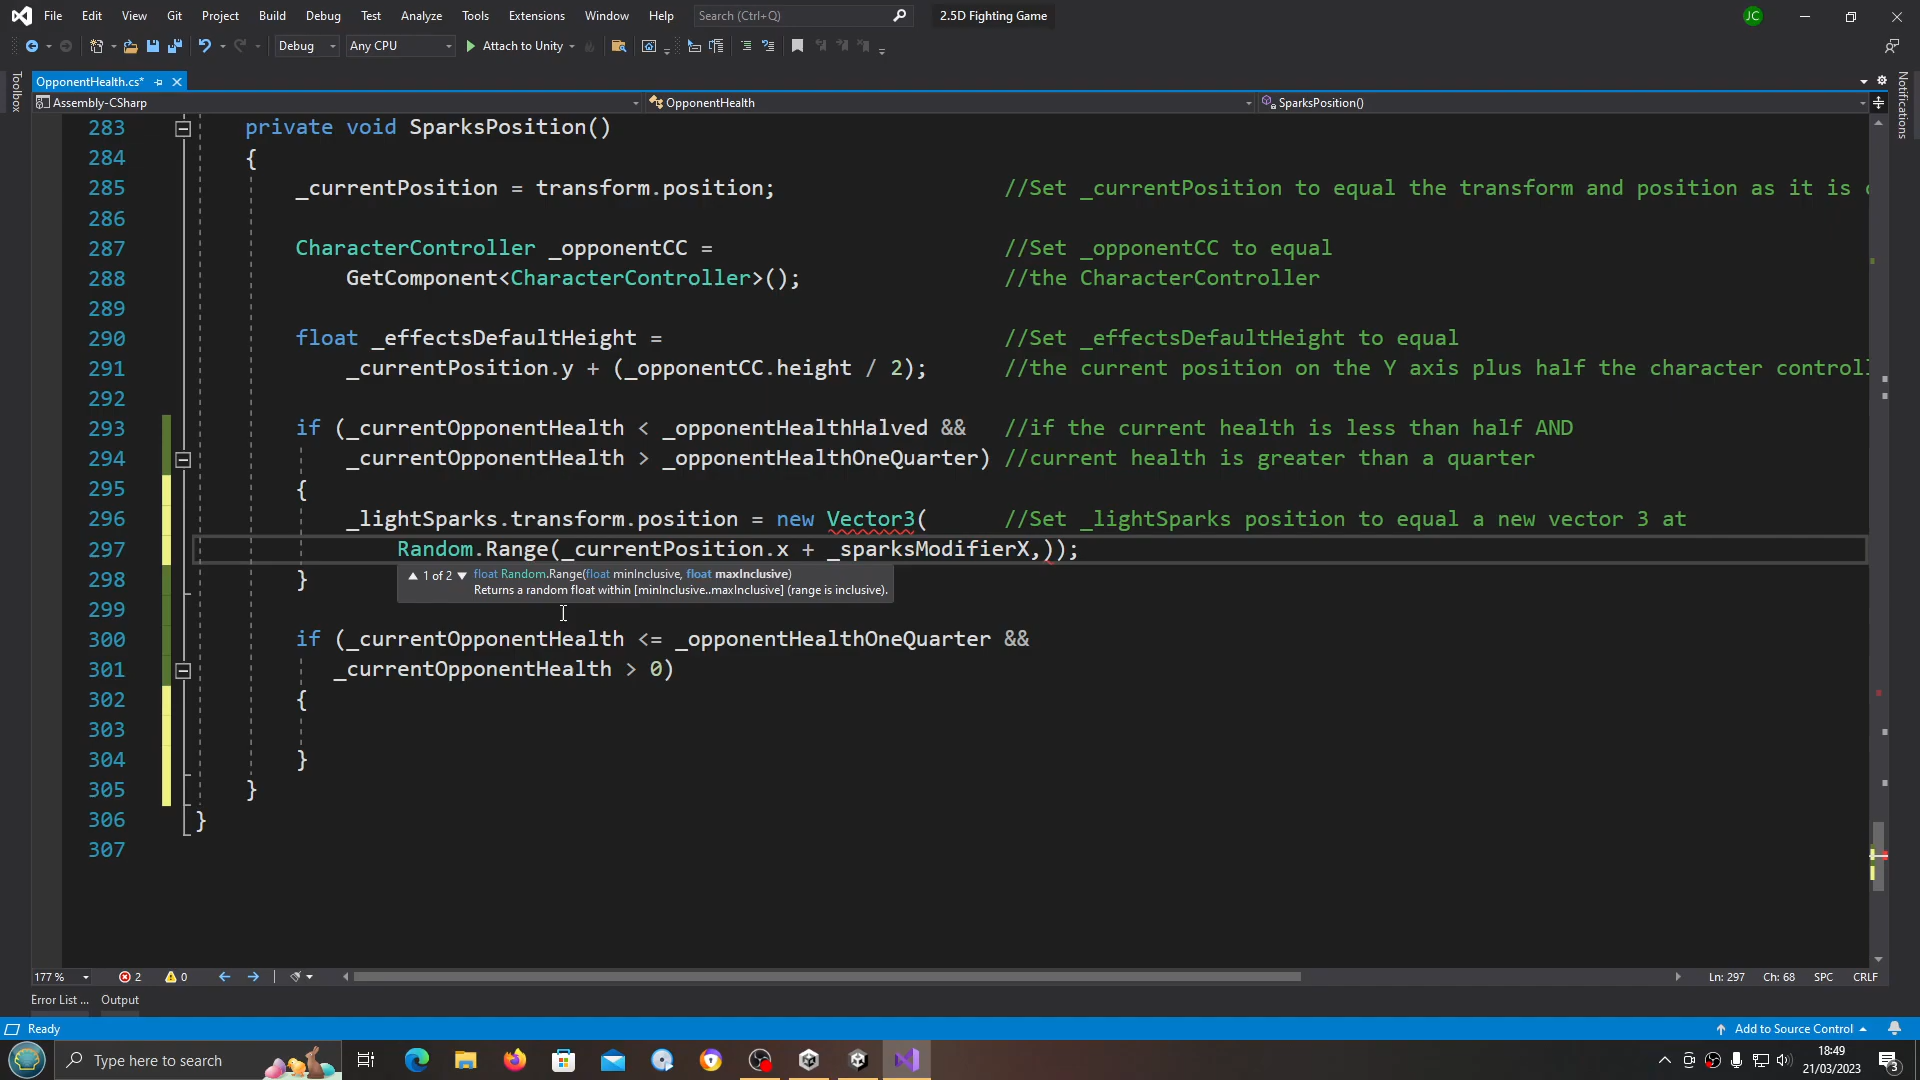 File Edit View Git Project Build Debug Test Analyze Tools Extensions Window Help Search (Ctrl+Q) 2.5D Fighting Game JC
Debug Any CPU Attach to Unity
Toolbox
OpponentHealth.cs*
Notifications
Assembly-CSharp OpponentHealth SparksPosition()
283 private void SparksPosition()
284 {
285 _currentPosition = transform.position; //Set _currentPosition to equal the transform and position as it is
286
287 CharacterController _opponentCC = //Set _opponentCC to equal
288 GetComponent<CharacterController>(); //the CharacterController
289
290 float _effectsDefaultHeight = //Set _effectsDefaultHeight to equal
291 _currentPosition.y + (_opponentCC.height / 2); //the current position on the Y axis plus half the character control
292
293 if (_currentOpponentHealth < _opponentHealthHalved && //if the current health is less than half AND
294 _currentOpponentHealth > _opponentHealthOneQuarter) //current health is greater than a quarter
295 {
296 _lightSparks.transform.position = new Vector3( //Set _lightSparks position to equal a new vector 3 at
297 Random.Range(_currentPosition.x + _sparksModifierX,));
298 }
▲ 1 of 2 ▼ float Random.Range(float minInclusive, float maxInclusive)
Returns a random float within [minInclusive..maxInclusive] (range is inclusive).
299
300 if (_currentOpponentHealth <= _opponentHealthOneQuarter &&
301 _currentOpponentHealth > 0)
302 {
303
304 }
305 }
306 }
307
177 % 2 0 Ln: 297 Ch: 68 SPC CRLF
Error List ... Output
Ready Add to Source Control
Type here to search
18:49
21/03/2023
3